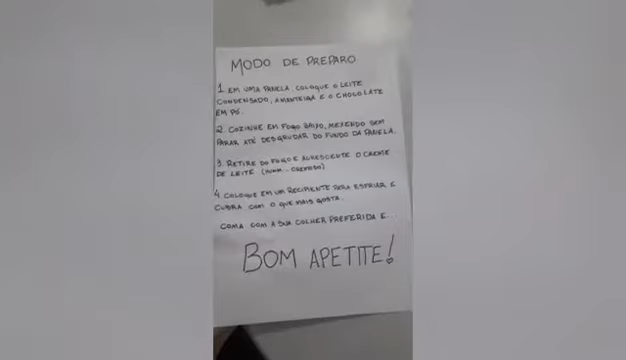 MODO DE PREPARO
1 EM UMA PANELA COLOQUE O LEITE
CONDENSADO, A MANTEIGA E O CHOCOLATE
EM PÓ.
2. COZINHE EM FOGO BAIXO, MEXENDO SEM
PARAR ATÉ DESGRUDAR DO FUNDO DA PANELA.
3. RETIRE DO FOGO E ACRESCENTE O CREME
DE LEITE (HUM... CREMOSO)
4 COLOQUE EM UM RECIPIENTE PARA ESFRIAR E
CUBRA COM O QUE MAIS GOSTA.
COMA COM A SUA COLHER PREFERIDA E...
BOM APETITE!